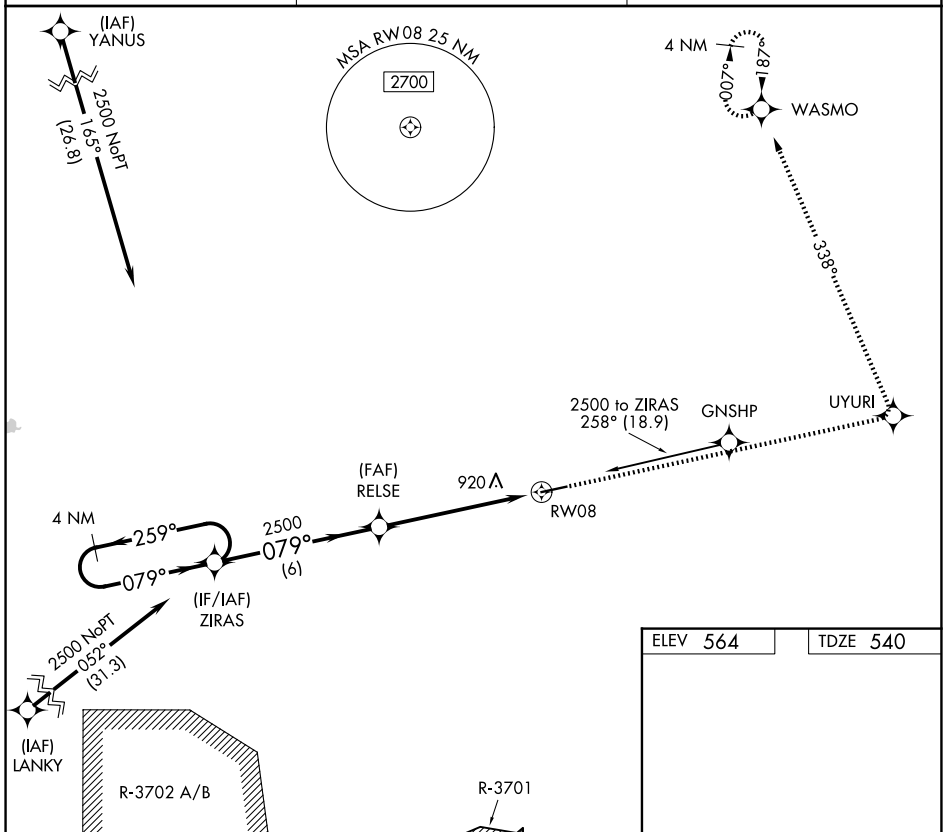 (IAF)
YANUS
2500 NoPT
165°
(26.8)
MSA RW08 25 NM
2700
4 NM
007°
187°
WASMO
338°
2500 to ZIRAS
258° (18.9)
GNSHP
UYURI
(FAF)
RELSE
920
RW08
4 NM
259°
079°
2500
079°
(6)
(IF/IAF)
ZIRAS
2500 NoPT
052°
(31.3)
(IAF)
LANKY
R-3702 A/B
R-3701
ELEV 564
TDZE 540